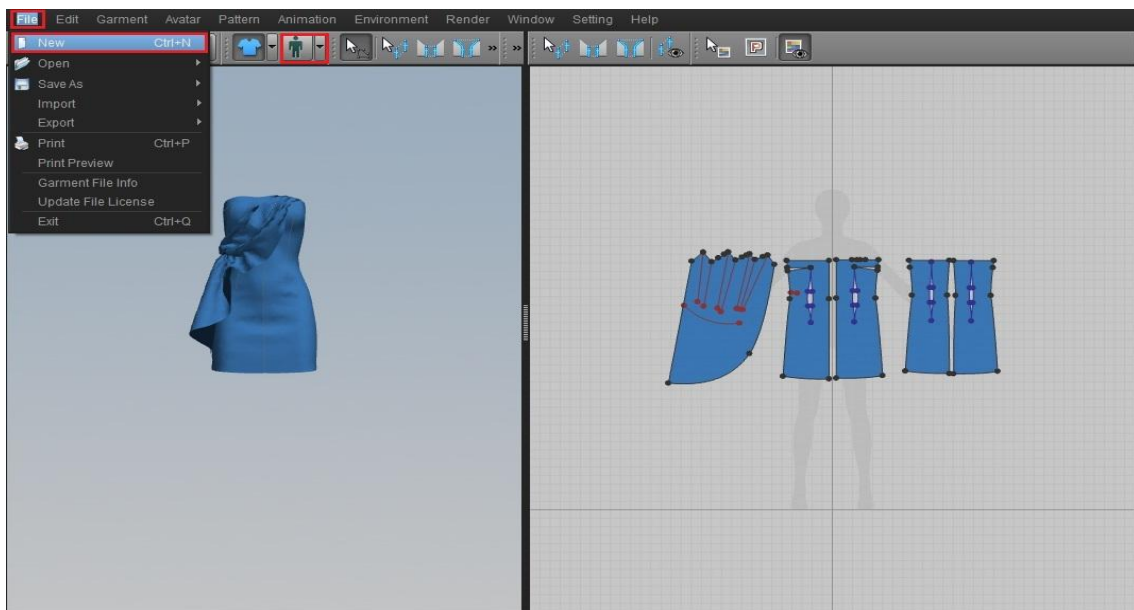 File Edit Garment Avatar Pattern Animation Environment Render Window Setting Help
New Ctrl+N
Open
Save As
Import
Export
Print Ctrl+P
Print Preview
Garment File Info
Update File License
Exit Ctrl+Q
P